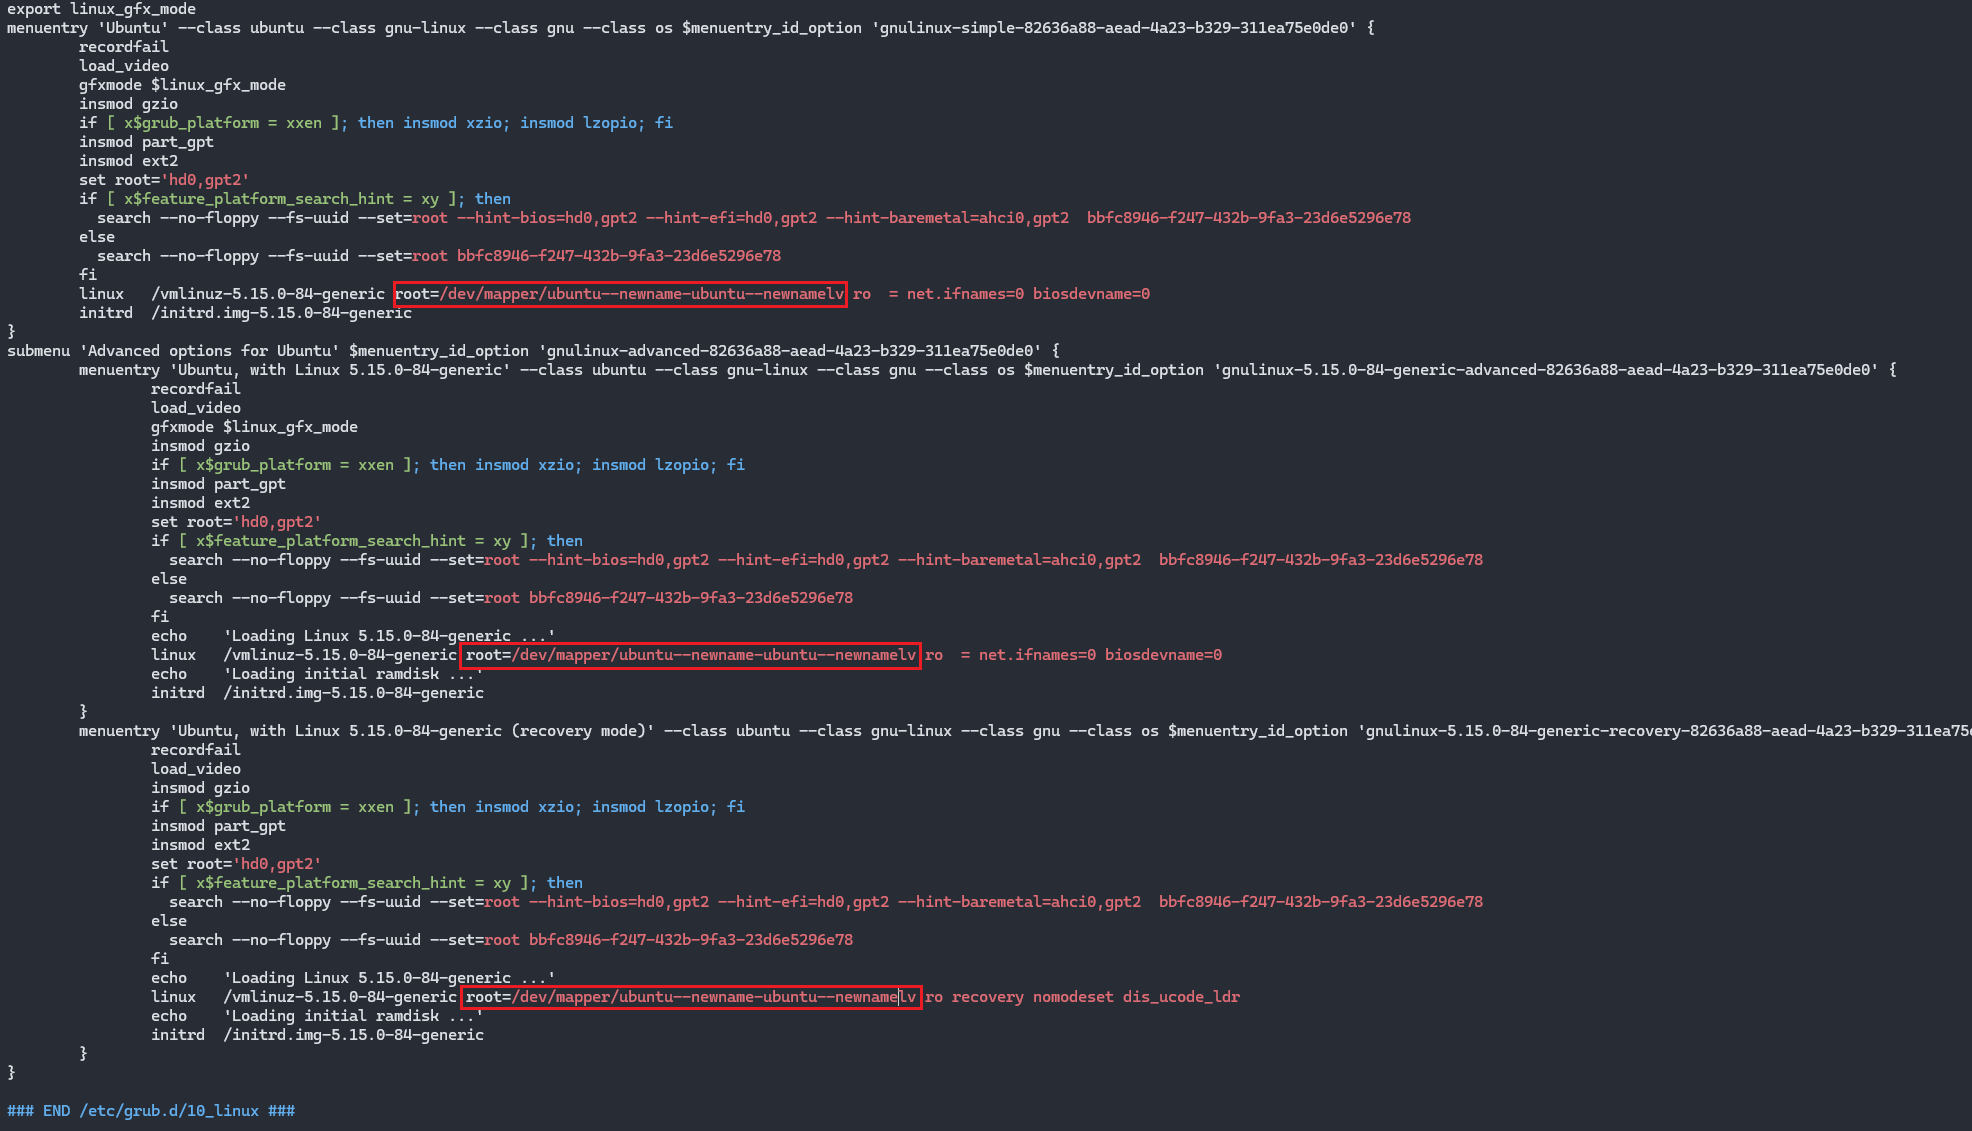 export linux_gfx_mode
menuentry 'Ubuntu' --class ubuntu --class gnu-linux --class gnu --class os $menuentry_id_option 'gnulinux-simple-82636a88-aead-4a23-b329-311ea75e0de0' {
        recordfail
        load_video
        gfxmode $linux_gfx_mode
        insmod gzio
        if [ x$grub_platform = xxen ]; then insmod xzio; insmod lzopio; fi
        insmod part_gpt
        insmod ext2
        set root='hd0,gpt2'
        if [ x$feature_platform_search_hint = xy ]; then
          search --no-floppy --fs-uuid --set=root --hint-bios=hd0,gpt2 --hint-efi=hd0,gpt2 --hint-baremetal=ahci0,gpt2  bbfc8946-f247-432b-9fa3-23d6e5296e78
        else
          search --no-floppy --fs-uuid --set=root bbfc8946-f247-432b-9fa3-23d6e5296e78
        fi
        linux   /vmlinuz-5.15.0-84-generic root=/dev/mapper/ubuntu--newname-ubuntu--newnamelv ro  = net.ifnames=0 biosdevname=0
        initrd  /initrd.img-5.15.0-84-generic
}
submenu 'Advanced options for Ubuntu' $menuentry_id_option 'gnulinux-advanced-82636a88-aead-4a23-b329-311ea75e0de0' {
        menuentry 'Ubuntu, with Linux 5.15.0-84-generic' --class ubuntu --class gnu-linux --class gnu --class os $menuentry_id_option 'gnulinux-5.15.0-84-generic-advanced-82636a88-aead-4a23-b329-311ea75e0de0' {
                recordfail
                load_video
                gfxmode $linux_gfx_mode
                insmod gzio
                if [ x$grub_platform = xxen ]; then insmod xzio; insmod lzopio; fi
                insmod part_gpt
                insmod ext2
                set root='hd0,gpt2'
                if [ x$feature_platform_search_hint = xy ]; then
                  search --no-floppy --fs-uuid --set=root --hint-bios=hd0,gpt2 --hint-efi=hd0,gpt2 --hint-baremetal=ahci0,gpt2  bbfc8946-f247-432b-9fa3-23d6e5296e78
                else
                  search --no-floppy --fs-uuid --set=root bbfc8946-f247-432b-9fa3-23d6e5296e78
                fi
                echo    'Loading Linux 5.15.0-84-generic ...'
                linux   /vmlinuz-5.15.0-84-generic root=/dev/mapper/ubuntu--newname-ubuntu--newnamelv ro  = net.ifnames=0 biosdevname=0
                echo    'Loading initial ramdisk ...'
                initrd  /initrd.img-5.15.0-84-generic
        }
        menuentry 'Ubuntu, with Linux 5.15.0-84-generic (recovery mode)' --class ubuntu --class gnu-linux --class gnu --class os $menuentry_id_option 'gnulinux-5.15.0-84-generic-recovery-82636a88-aead-4a23-b329-311ea75
                recordfail
                load_video
                insmod gzio
                if [ x$grub_platform = xxen ]; then insmod xzio; insmod lzopio; fi
                insmod part_gpt
                insmod ext2
                set root='hd0,gpt2'
                if [ x$feature_platform_search_hint = xy ]; then
                  search --no-floppy --fs-uuid --set=root --hint-bios=hd0,gpt2 --hint-efi=hd0,gpt2 --hint-baremetal=ahci0,gpt2  bbfc8946-f247-432b-9fa3-23d6e5296e78
                else
                  search --no-floppy --fs-uuid --set=root bbfc8946-f247-432b-9fa3-23d6e5296e78
                fi
                echo    'Loading Linux 5.15.0-84-generic ...'
                linux   /vmlinuz-5.15.0-84-generic root=/dev/mapper/ubuntu--newname-ubuntu--newnamelv ro recovery nomodeset dis_ucode_ldr
                echo    'Loading initial ramdisk ...'
                initrd  /initrd.img-5.15.0-84-generic
        }
}
### END /etc/grub.d/10_linux ###